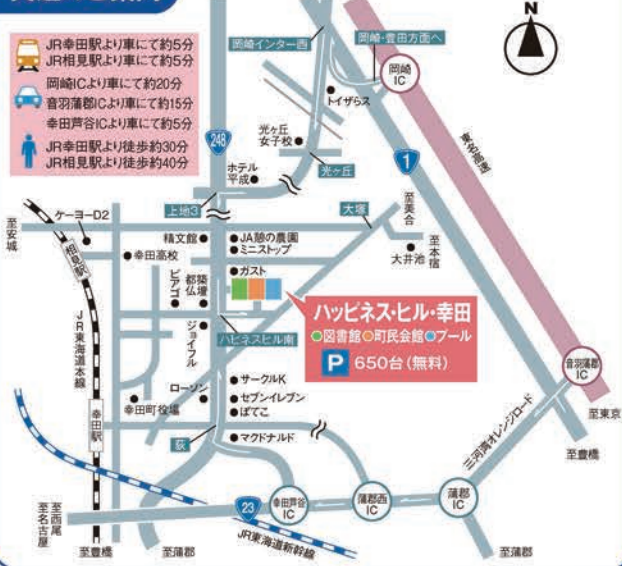 N
JR幸田駅より車にて約5分
JR相見駅より車にて約5分
岡崎ICより車にて約20分
音羽蒲郡ICより車にて約15分
幸田芦谷ICより車にて約5分
JR幸田駅より徒歩約30分
JR相見駅より徒歩約40分
岡崎インター西
岡崎・豊田方面へ
岡崎
IC
トイザらス
東名高速
248
光ヶ丘
女子校
1
光ヶ丘
ホテル
平成
至美合
上地3
大塚
至安城
ケーヨーD2
相見駅
精文館
JA憩の農園
ミニストップ
至本宿
大井池
幸田高校
ガスト
ピアゴ
都築
仏壇
ハッピネス・ヒル・幸田
図書館 町民会館 プール
P 650台(無料)
JR東海道本線
ジョイフル
ハピネスヒル南
音羽蒲郡
IC
サークルK
ローソン
セブンイレブン
ぽてこ
幸田町役場
幸田駅
荻
マクドナルド
三河湾オレンジロード
至東京
至豊橋
23
幸田芦谷
IC
蒲郡西
IC
蒲郡
IC
至西尾
至名古屋
JR東海道新幹線
至豊橋
至蒲郡
至蒲郡